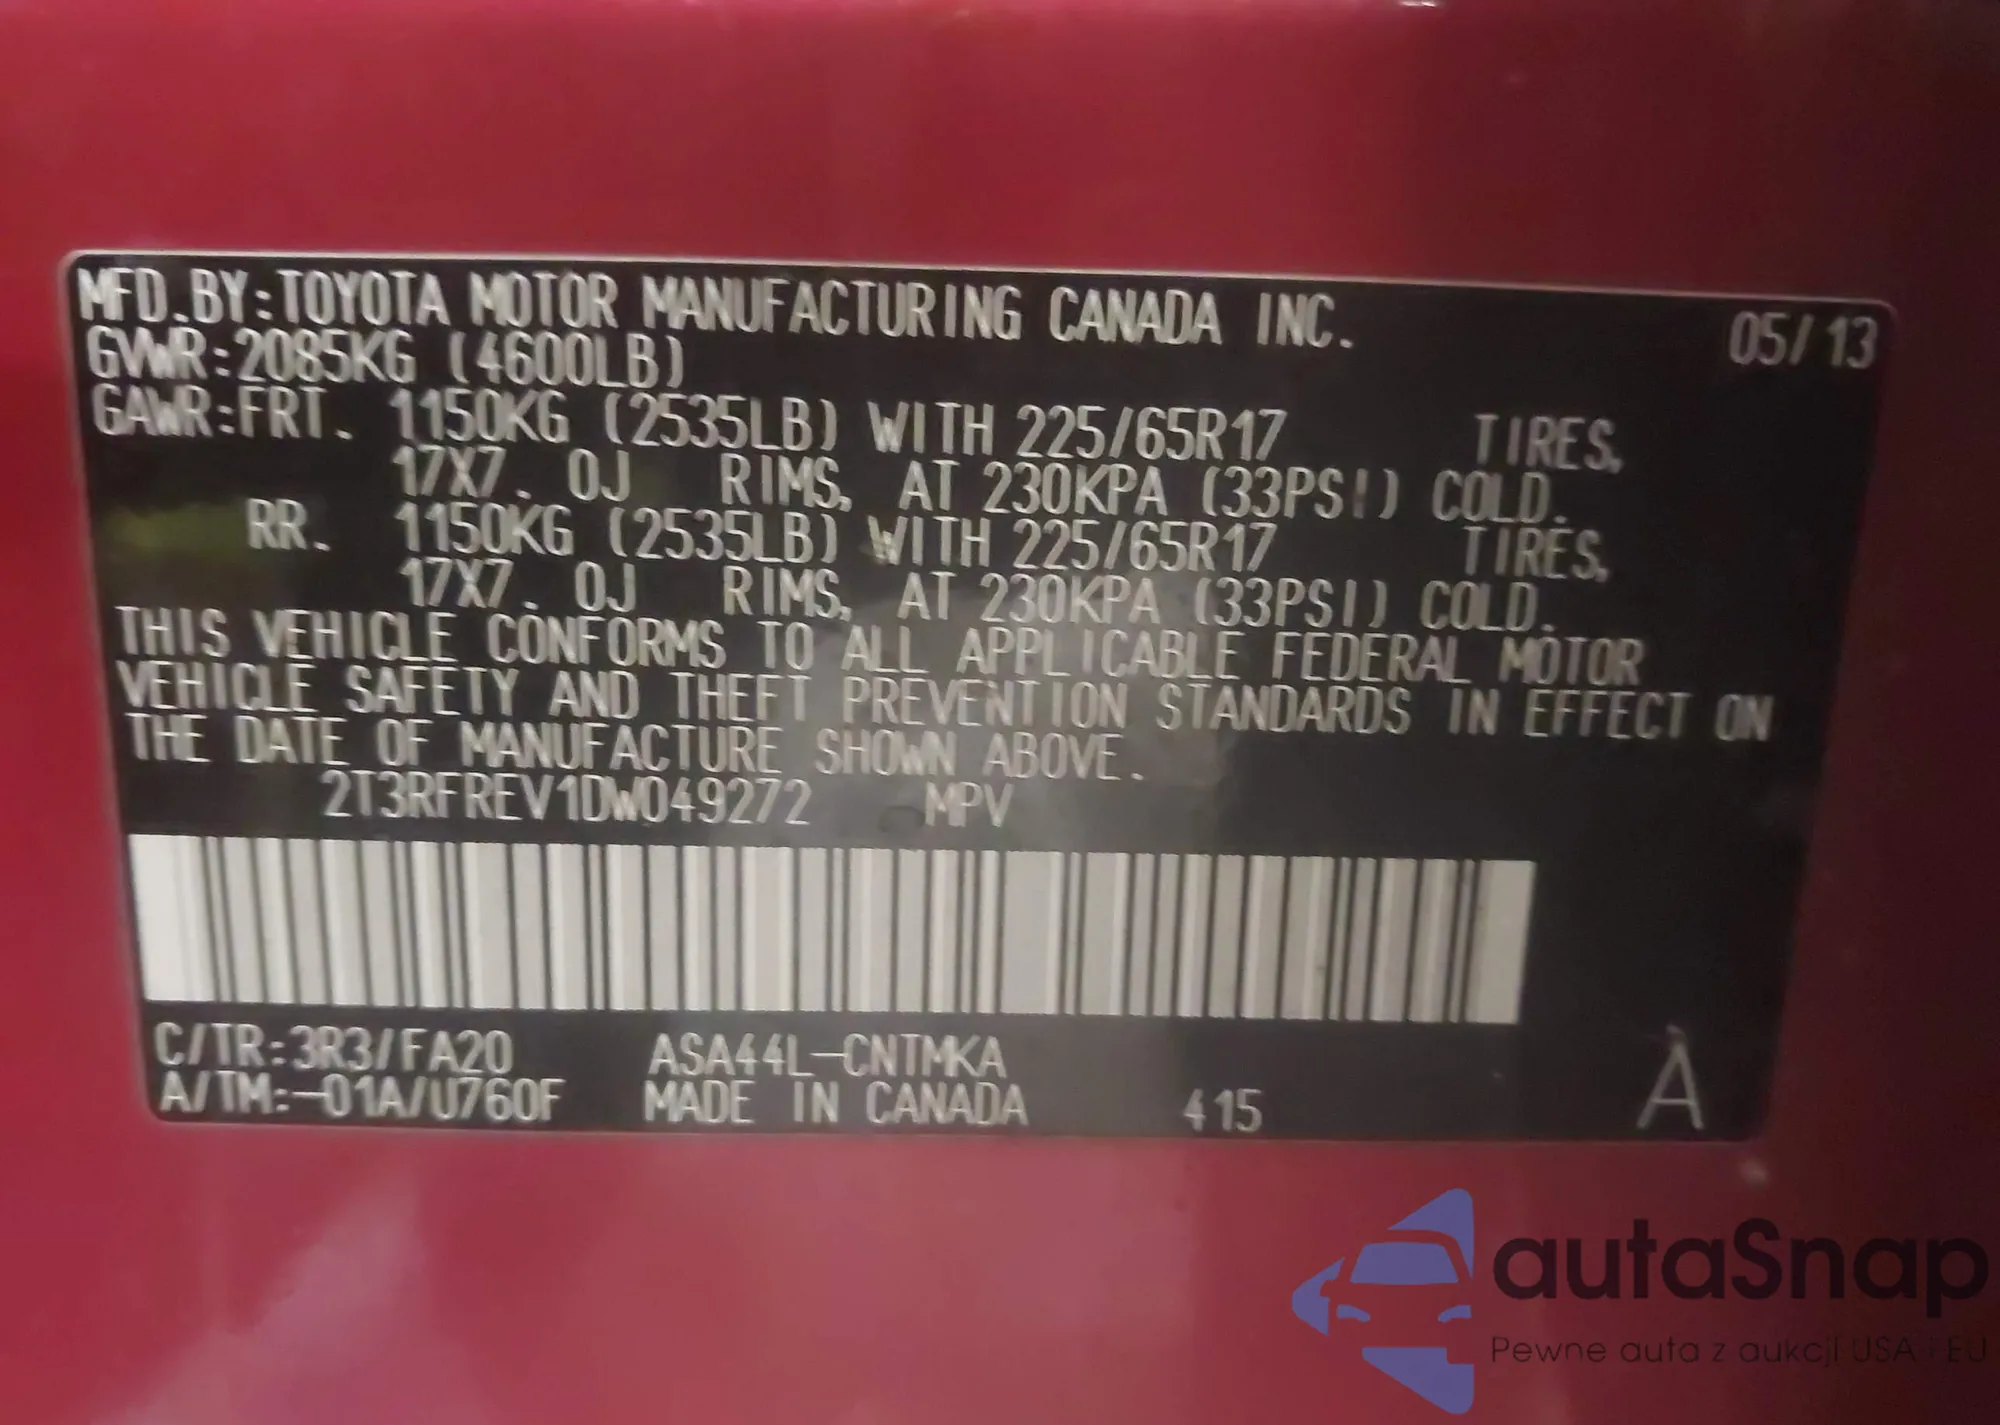 MFD.BY:TOYOTA MOTOR MANUFACTURING CANADA INC. 05/13
GVWR:2085KG (4600LB)
GAWR:FRT. 1150KG (2535LB) WITH 225/65R17 TIRES,
17X7.0J RIMS, AT 230KPA (33PSI) COLD.
RR. 1150KG (2535LB) WITH 225/65R17 TIRES,
17X7.0J RIMS, AT 230KPA (33PSI) COLD.
THIS VEHICLE CONFORMS TO ALL APPLICABLE FEDERAL MOTOR
VEHICLE SAFETY AND THEFT PREVENTION STANDARDS IN EFFECT ON
THE DATE OF MANUFACTURE SHOWN ABOVE.
2T3RFREV1DW049272 MPV
C/TR:3R3/FA20 ASA44L-CNTMKA
A/TM:-01A/U760F MADE IN CANADA 415 A
autaSnap
Pewne auta z aukcji USA i EU